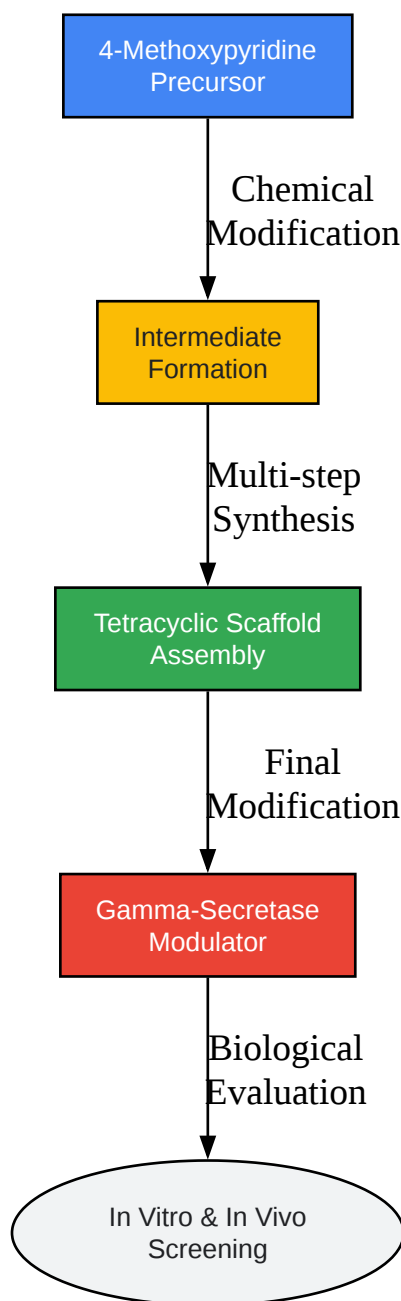 4-Methoxypyridine
Precursor
Chemical
Modification
Intermediate
Formation
Multi-step
Synthesis
Tetracyclic Scaffold
Assembly
Final
Modification
Gamma-Secretase
Modulator
Biological
Evaluation
In Vitro & In Vivo
Screening